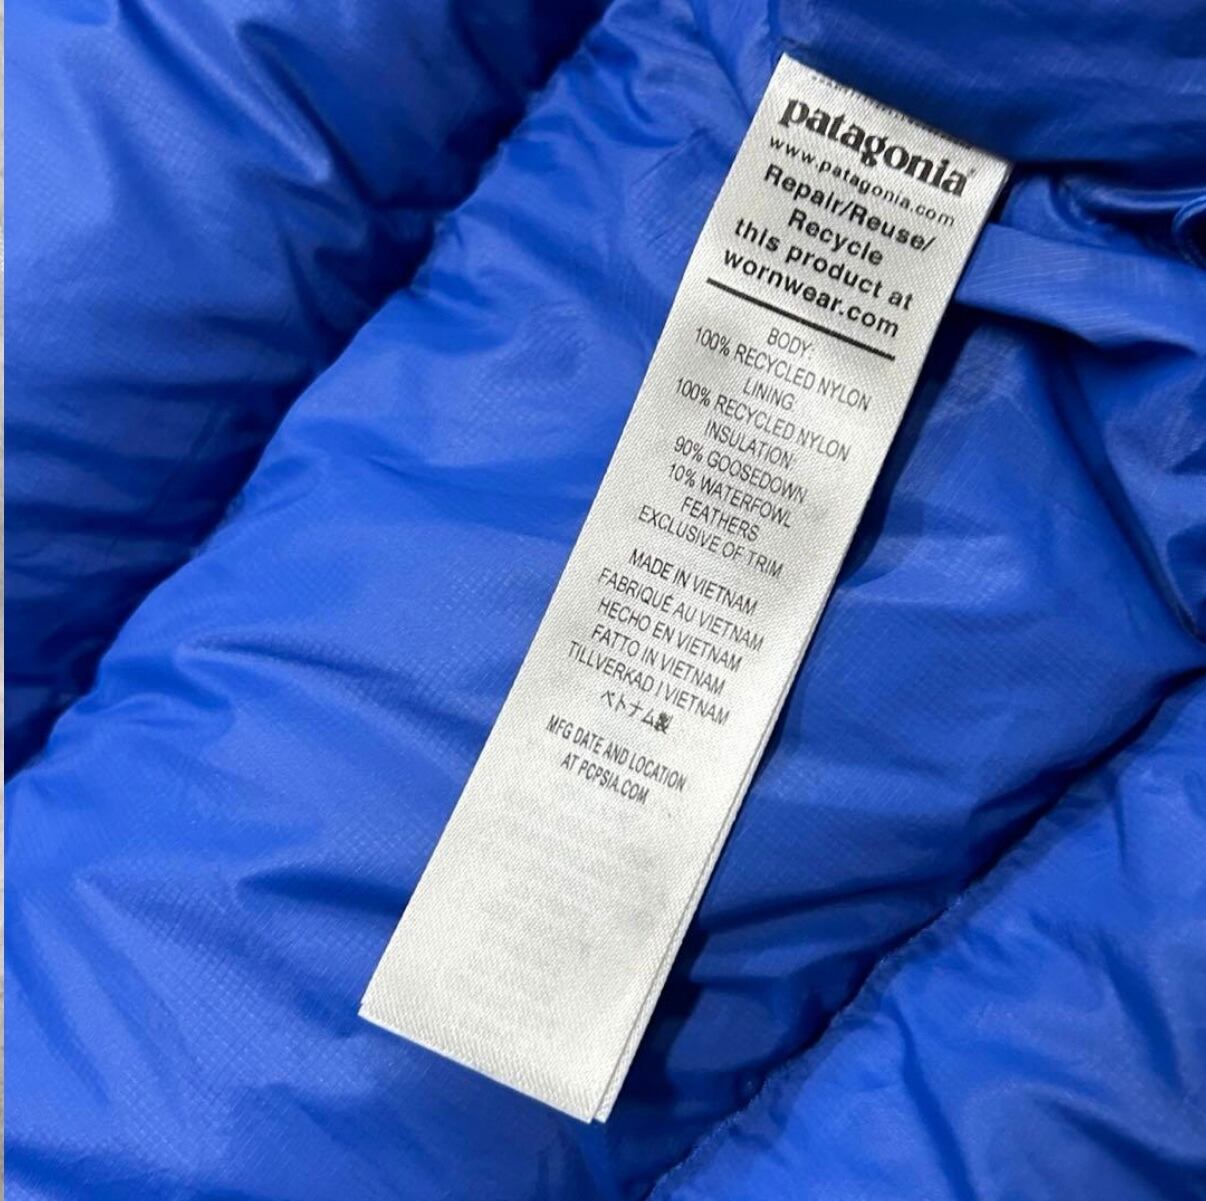 patagonia®
www.patagonia.com
Repair/Reuse/
Recycle
this product at
wornwear.com
BODY:
100% RECYCLED NYLON
LINING:
100% RECYCLED NYLON
INSULATION:
90% GOOSEDOWN
10% WATERFOWL
FEATHERS
EXCLUSIVE OF TRIM
MADE IN VIETNAM
FABRIQUÉ AU VIETNAM
HECHO EN VIETNAM
FATTO IN VIETNAM
TILLVERKAD I VIETNAM
ベトナム製
MFG DATE AND LOCATION
AT PCPSIA.COM